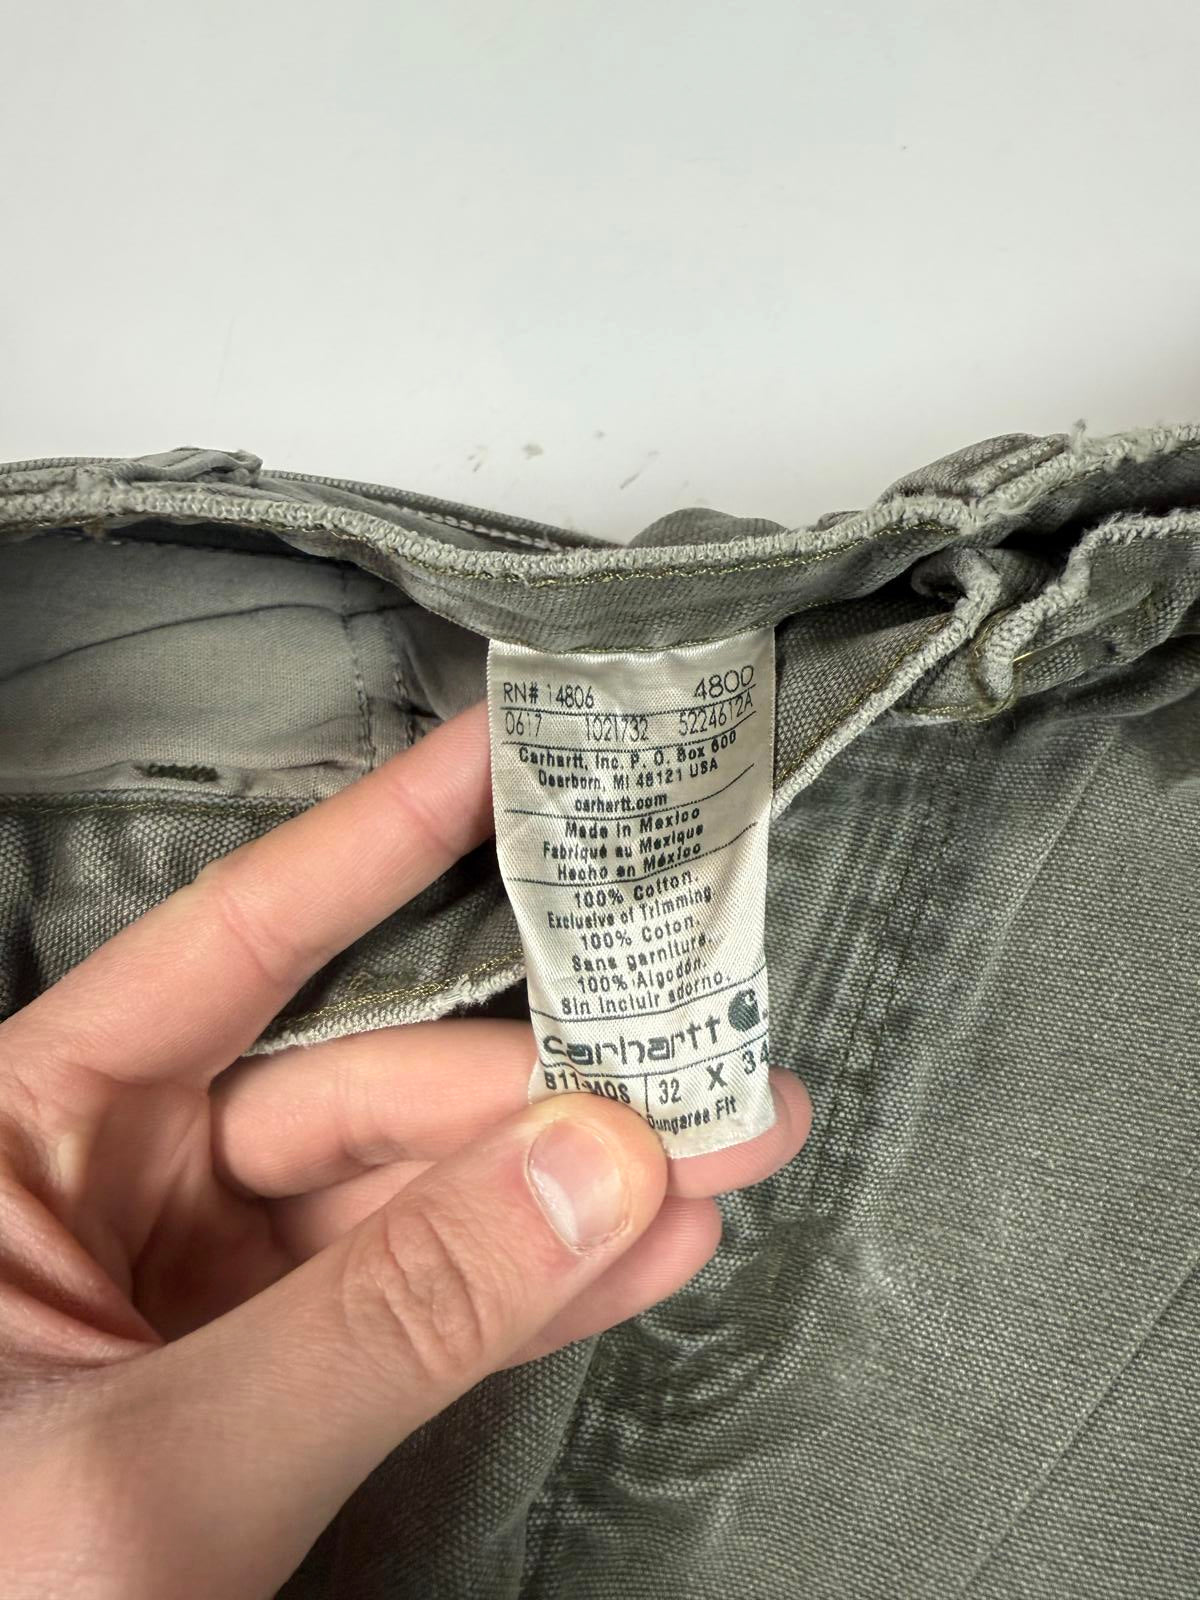 RN# 14806 4800
0617 1021732 5224612A
Carhartt, Inc. P. O. Box 600
Dearborn, MI 48121 USA
carhartt.com
Made in Mexico
Fabriqué au Mexique
Hecho en México
100% Cotton.
Exclusive of Trimming
100% Coton.
Sans garniture.
100% Algodón.
Sin incluir adorno.
carhartt
B11-MOS 32 X 34
Dungaree Fit